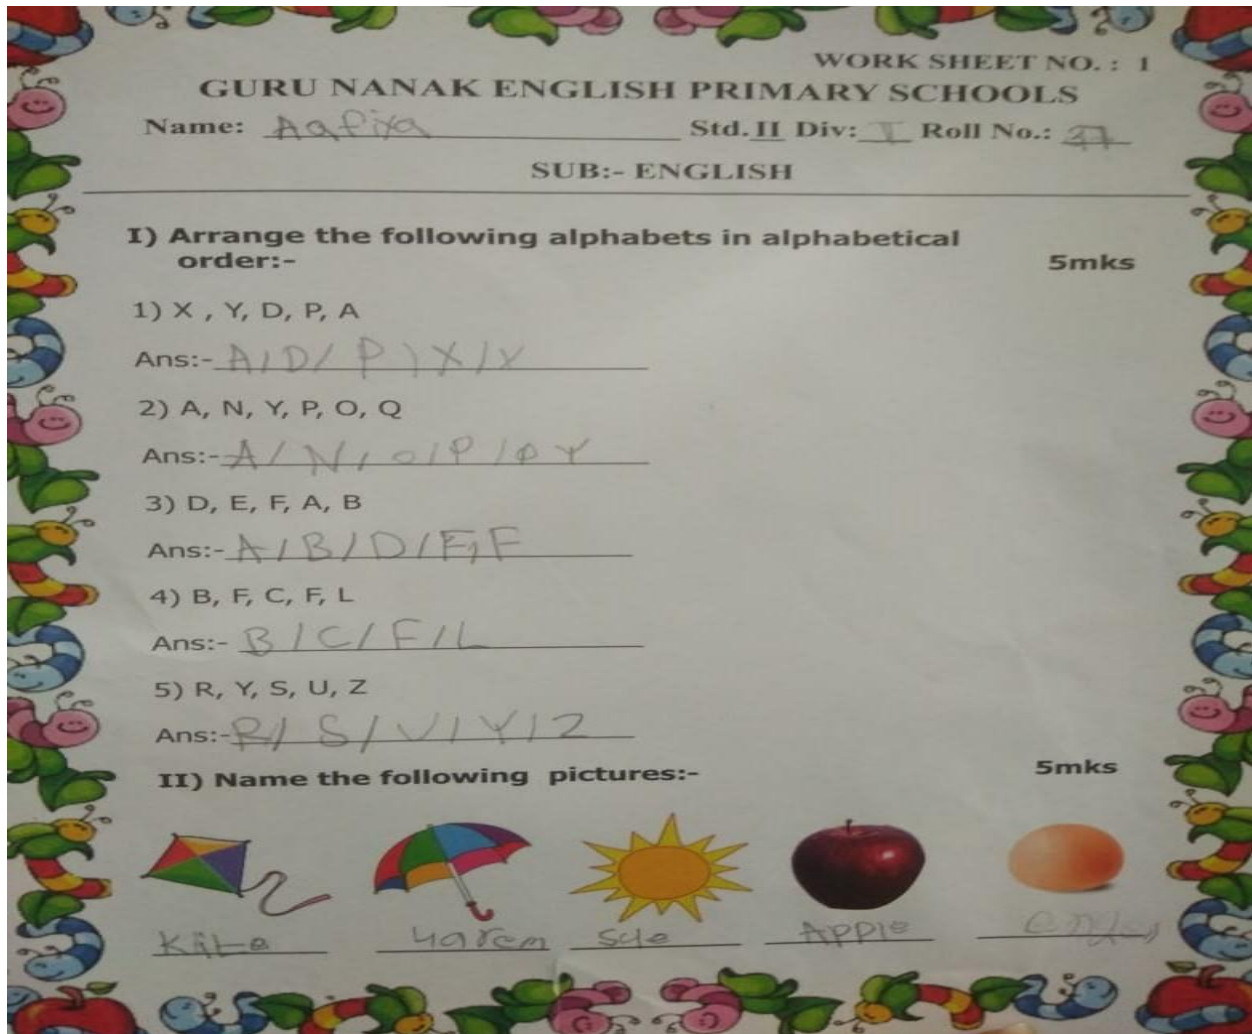 WORK SHEET NO. : 1
GURU NANAK ENGLISH PRIMARY SCHOOLS
Name: Aafiya Std. II Div: I Roll No.: 37
SUB:- ENGLISH
I) Arrange the following alphabets in alphabetical
order:- 5mks
1) X , Y, D, P, A
Ans:- A/D/ P ) X / Y
2) A, N, Y, P, O, Q
Ans:- A/ N / O / P / Q Y
3) D, E, F, A, B
Ans:- A / B / D / E, F
4) B, F, C, F, L
Ans:- B / C / F / L
5) R, Y, S, U, Z
Ans:- R/ S / U / Y / Z
II) Name the following pictures:- 5mks
Kite Apple